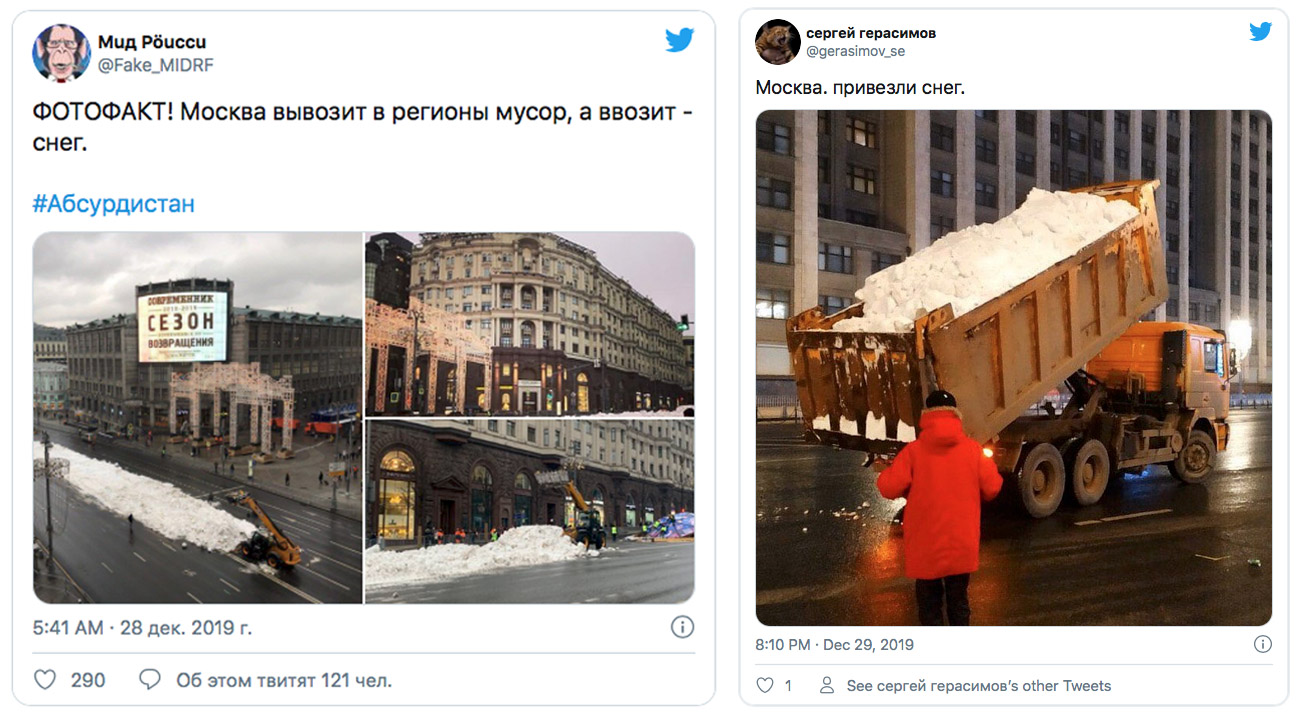 Мид Рöисси
@Fake_MIDRF
ФОТОФАКТ! Москва вывозит в регионы мусор, а ввозит -
снег.
#Абсурдистан
СОВРЕМЕННИК
СЕЗОН
ВОЗВРАЩЕНИЯ
5:41 AM · 28 дек. 2019 г.
290
Об этом твитят 121 чел.
сергей герасимов
@gerasimov_se
Москва. привезли снег.
8:10 PM · Dec 29, 2019
1
See сергей герасимов's other Tweets